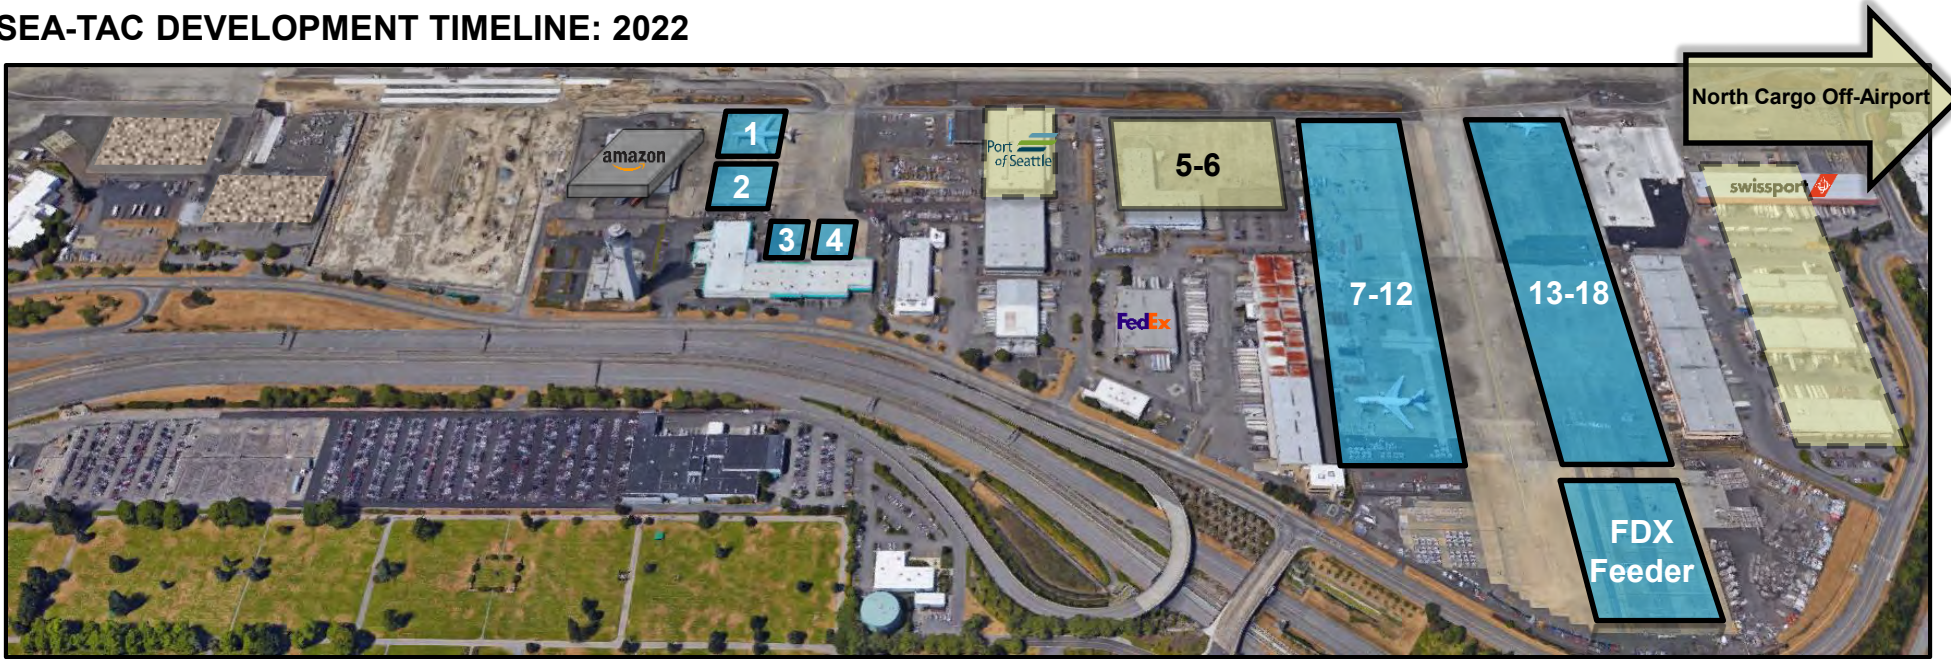 SEA-TAC DEVELOPMENT TIMELINE: 2022
North Cargo Off-Airport
amazon
1
2
3
4
Port
of Seattle
5-6
7-12
13-18
swissport
FedEx
FDX
Feeder